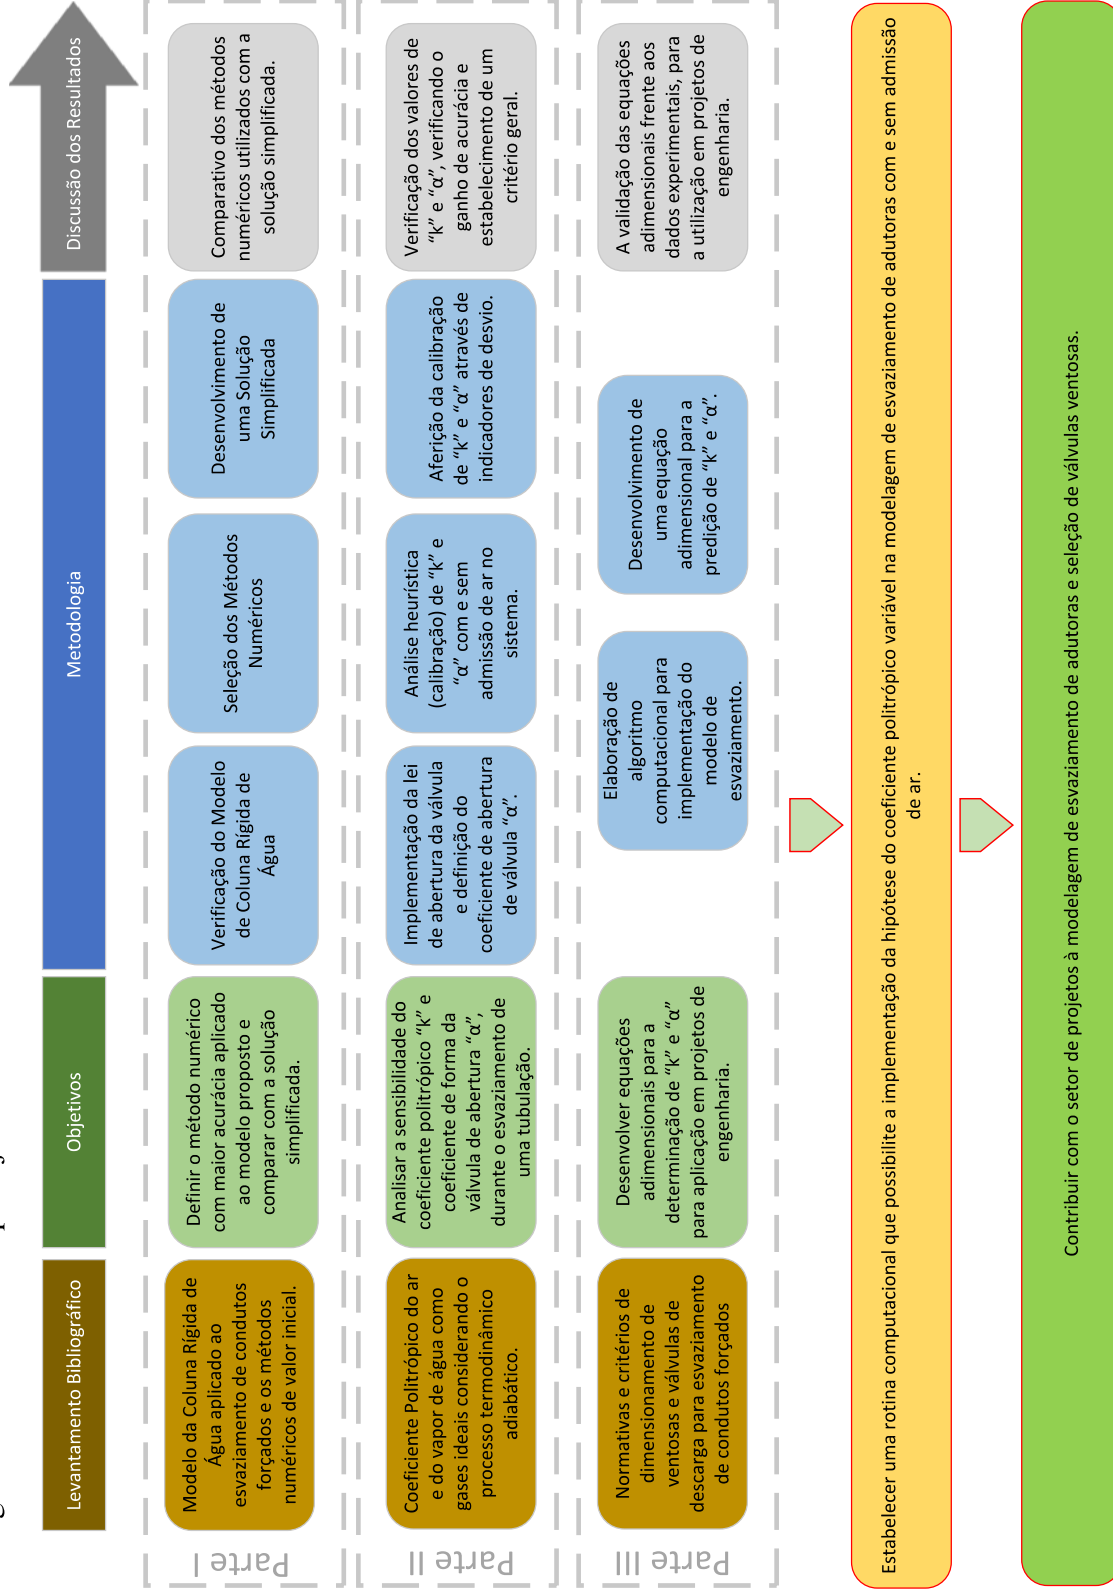 Levantamento Bibliográfico
Objetivos
Metodologia
Discussão dos Resultados
Parte I
Modelo da Coluna Rígida de
Água aplicado ao
esvaziamento de condutos
forçados e os métodos
numéricos de valor inicial.
Definir o método numérico
com maior acurácia aplicado
ao modelo proposto e
comparar com a solução
simplificada.
Verificação do Modelo
de Coluna Rígida de
Água
Seleção dos Métodos
Numéricos
Desenvolvimento de
uma Solução
Simplificada
Comparativo dos métodos
numéricos utilizados com a
solução simplificada.
Parte II
Coeficiente Politrópico do ar
e do vapor de água como
gases ideais considerando o
processo termodinâmico
adiabático.
Analisar a sensibilidade do
coeficiente politrópico “k” e
coeficiente de forma da
válvula de abertura “α”,
durante o esvaziamento de
uma tubulação.
Implementação da lei
de abertura da válvula
e definição do
coeficiente de abertura
de válvula “α”.
Análise heurística
(calibração) de “k” e
“α” com e sem
admissão de ar no
sistema.
Aferição da calibração
de “k” e “α” através de
indicadores de desvio.
Verificação dos valores de
“k” e “α”, verificando o
ganho de acurácia e
estabelecimento de um
critério geral.
Parte III
Normativas e critérios de
dimensionamento de
ventosas e válvulas de
descarga para esvaziamento
de condutos forçados
Desenvolver equações
adimensionais para a
determinação de “k” e “α”
para aplicação em projetos de
engenharia.
Elaboração de
algoritmo
computacional para
implementação do
modelo de
esvaziamento.
Desenvolvimento de
uma equação
adimensional para a
predição de “k” e “α”.
A validação das equações
adimensionais frente aos
dados experimentais, para
a utilização em projetos de
engenharia.
Estabelecer uma rotina computacional que possibilite a implementação da hipótese do coeficiente politrópico variável na modelagem de esvaziamento de adutoras com e sem admissão
de ar.
Contribuir com o setor de projetos à modelagem de esvaziamento de adutoras e seleção de válvulas ventosas.